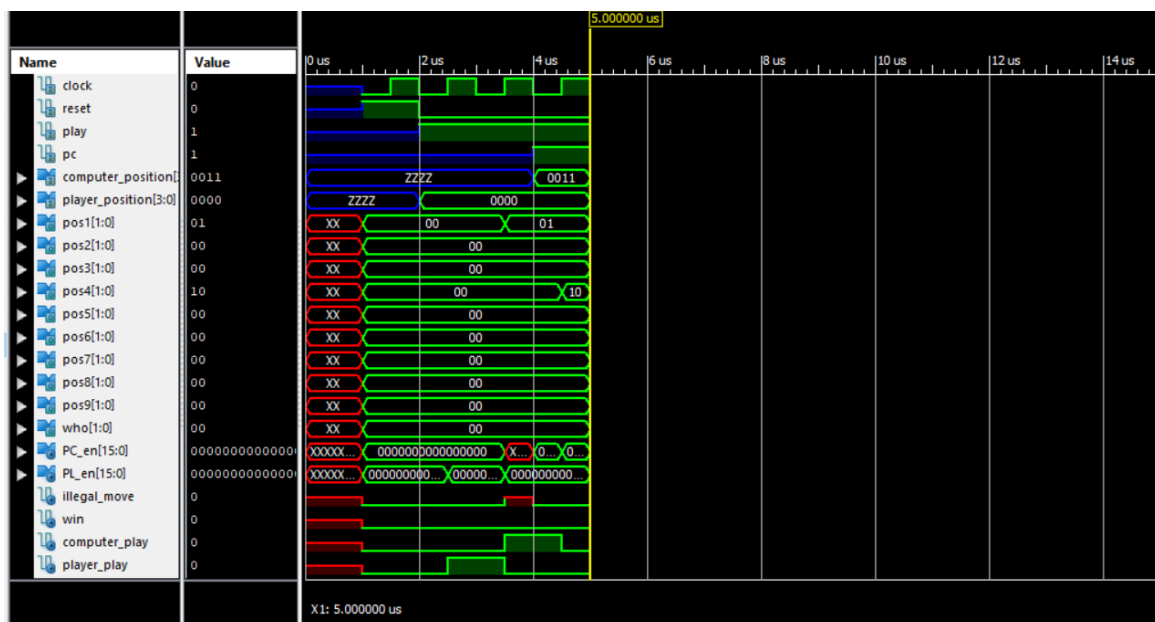 5.000000 us
Name Value
0 us 2 us 4 us 6 us 8 us 10 us 12 us 14 us
clock 0
reset 0
play 1
pc 1
computer_position[ 0011 ZZZZ 0011
player_position[3:0] 0000 ZZZZ 0000
pos1[1:0] 01 XX 00 01
pos2[1:0] 00 XX 00
pos3[1:0] 00 XX 00
pos4[1:0] 10 XX 00 10
pos5[1:0] 00 XX 00
pos6[1:0] 00 XX 00
pos7[1:0] 00 XX 00
pos8[1:0] 00 XX 00
pos9[1:0] 00 XX 00
who[1:0] 00 XX 00
PC_en[15:0] 00000000000000 XXXXX... 0000000000000000 X... 0... 0...
PL_en[15:0] 00000000000000 XXXXX... 000000000... 00000... 000000000...
illegal_move 0
win 0
computer_play 0
player_play 0
X1: 5.000000 us